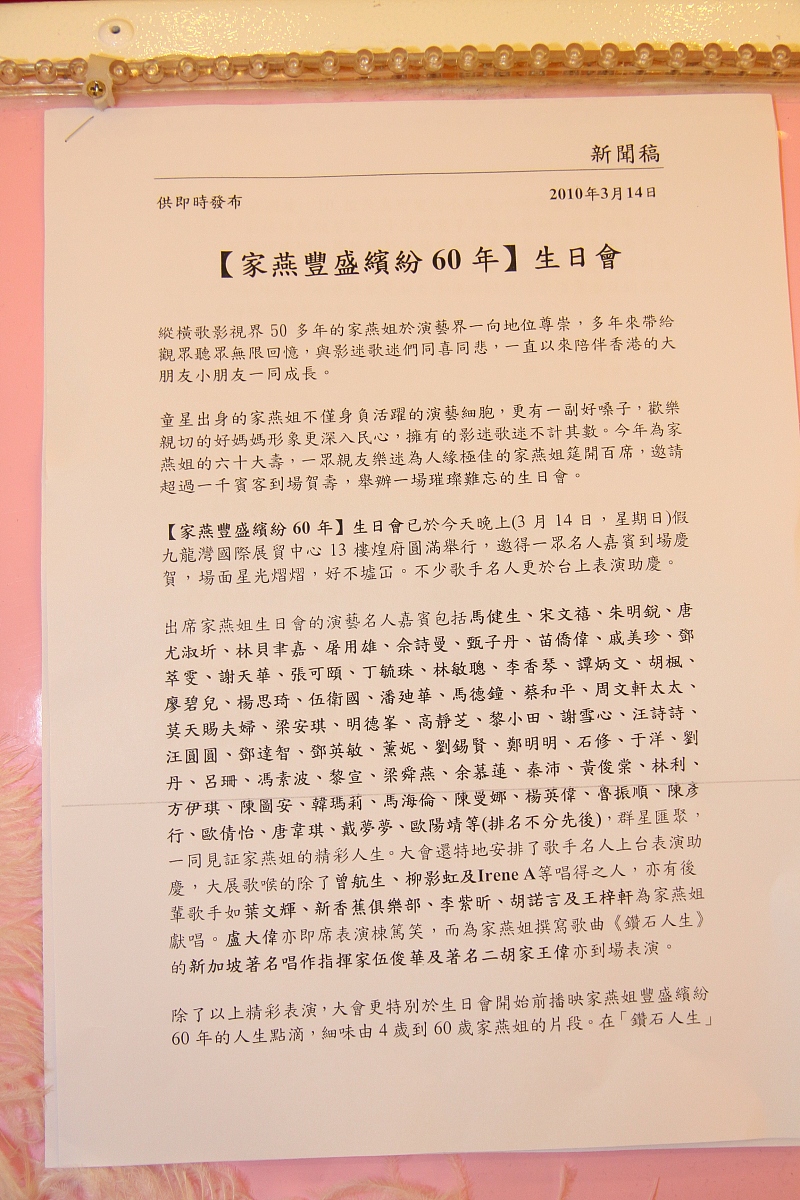 新聞稿
供即時發布
2010年3月14日
【家燕豐盛繽紛 60 年】生日會
縱橫歌影視界 50 多年的家燕姐於演藝界一向地位尊崇，多年來帶給
觀眾聽眾無限回憶，與影迷歌迷們同喜同悲，一直以來陪伴香港的大
朋友小朋友一同成長。
童星出身的家燕姐不僅身負活躍的演藝細胞，更有一副好嗓子，歡樂
親切的好媽媽形象更深入民心，擁有的影迷歌迷不計其數。今年為家
燕姐的六十大壽，一眾親友樂迷為人緣極佳的家燕姐筵開百席，邀請
超過一千賓客到場賀壽，舉辦一場璀璨難忘的生日會。
【家燕豐盛繽紛 60 年】生日會已於今天晚上(3 月 14 日，星期日)假
九龍灣國際展貿中心 13 樓煌府圓滿舉行，邀得一眾名人嘉賓到場慶
賀，場面星光熠熠，好不墟冚。不少歌手名人更於台上表演助慶。
出席家燕姐生日會的演藝名人嘉賓包括馬健生、宋文禧、朱明銳、唐
尤淑圻、林貝聿嘉、屠用雄、佘詩曼、甄子丹、苗僑偉、戚美珍、鄧
萃雯、謝天華、張可頤、丁毓珠、林敏聰、李香琴、譚炳文、胡楓、
廖碧兒、楊思琦、伍衛國、潘廸華、馬德鐘、蔡和平、周文軒太太、
莫天賜夫婦、梁安琪、明德峯、高靜芝、黎小田、謝雪心、汪詩詩、
汪圓圓、鄧達智、鄧英敏、薰妮、劉錫賢、鄭明明、石修、于洋、劉
丹、呂珊、馮素波、黎宣、梁舜燕、余慕蓮、秦沛、黃俊棠、林利、
方伊琪、陳圖安、韓瑪莉、馬海倫、陳曼娜、楊英偉、魯振順、陳彥
行、歐倩怡、唐韋琪、戴夢夢、歐陽靖等(排名不分先後)，群星匯聚，
一同見証家燕姐的精彩人生。大會還特地安排了歌手名人上台表演助
慶，大展歌喉的除了曾航生、柳影虹及Irene A等唱得之人，亦有後
輩歌手如葉文輝、新香蕉俱樂部、李紫昕、胡諾言及王梓軒為家燕姐
獻唱。盧大偉亦即席表演棟篤笑，而為家燕姐撰寫歌曲《鑽石人生》
的新加坡著名唱作指揮家伍俊華及著名二胡家王偉亦到場表演。
除了以上精彩表演，大會更特別於生日會開始前播映家燕姐豐盛繽紛
60 年的人生點滴，細味由 4 歲到 60 歲家燕姐的片段。在「鑽石人生」